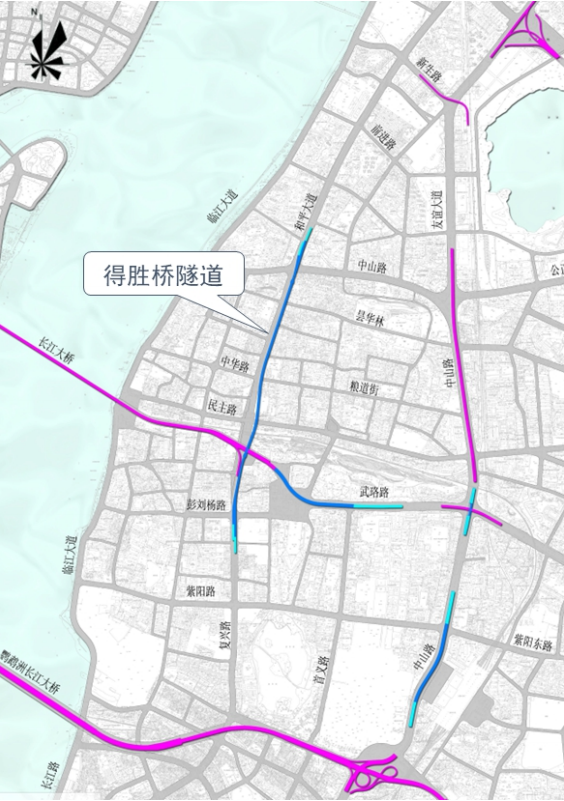 N
新生路
前进路
临江大道
和平大道
友谊大道
中山路
公正
得胜桥隧道
昙华林
长江大桥
中华路
中山路
粮道街
民主路
武珞路
彭刘杨路
临江大道
紫阳路
复兴路
紫阳东路
首义路
中山路
鹦鹉洲长江大桥
长江路